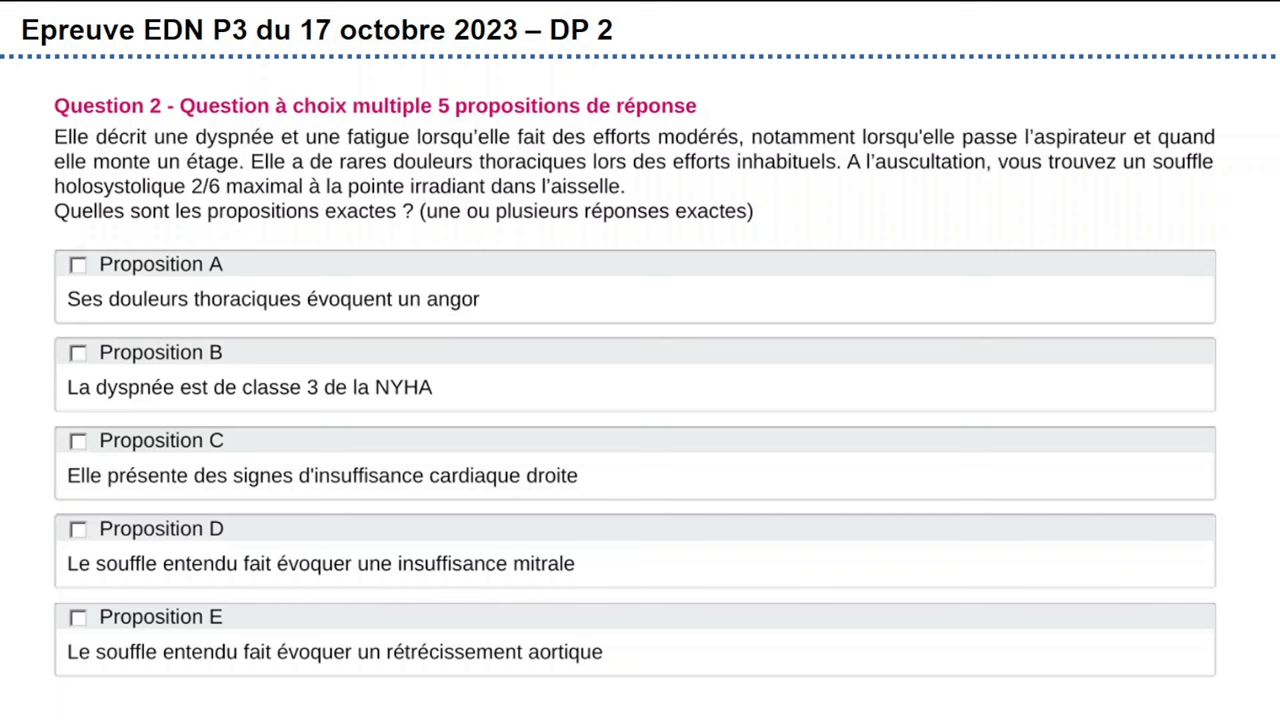 Epreuve EDN P3 du 17 octobre 2023 – DP 2
Question 2 - Question à choix multiple 5 propositions de réponse
Elle décrit une dyspnée et une fatigue lorsqu’elle fait des efforts modérés, notamment lorsqu'elle passe l’aspirateur et quand
elle monte un étage. Elle a de rares douleurs thoraciques lors des efforts inhabituels. A l’auscultation, vous trouvez un souffle
holosystolique 2/6 maximal à la pointe irradiant dans l’aisselle.
Quelles sont les propositions exactes ? (une ou plusieurs réponses exactes)
Proposition A
Ses douleurs thoraciques évoquent un angor
Proposition B
La dyspnée est de classe 3 de la NYHA
Proposition C
Elle présente des signes d'insuffisance cardiaque droite
Proposition D
Le souffle entendu fait évoquer une insuffisance mitrale
Proposition E
Le souffle entendu fait évoquer un rétrécissement aortique